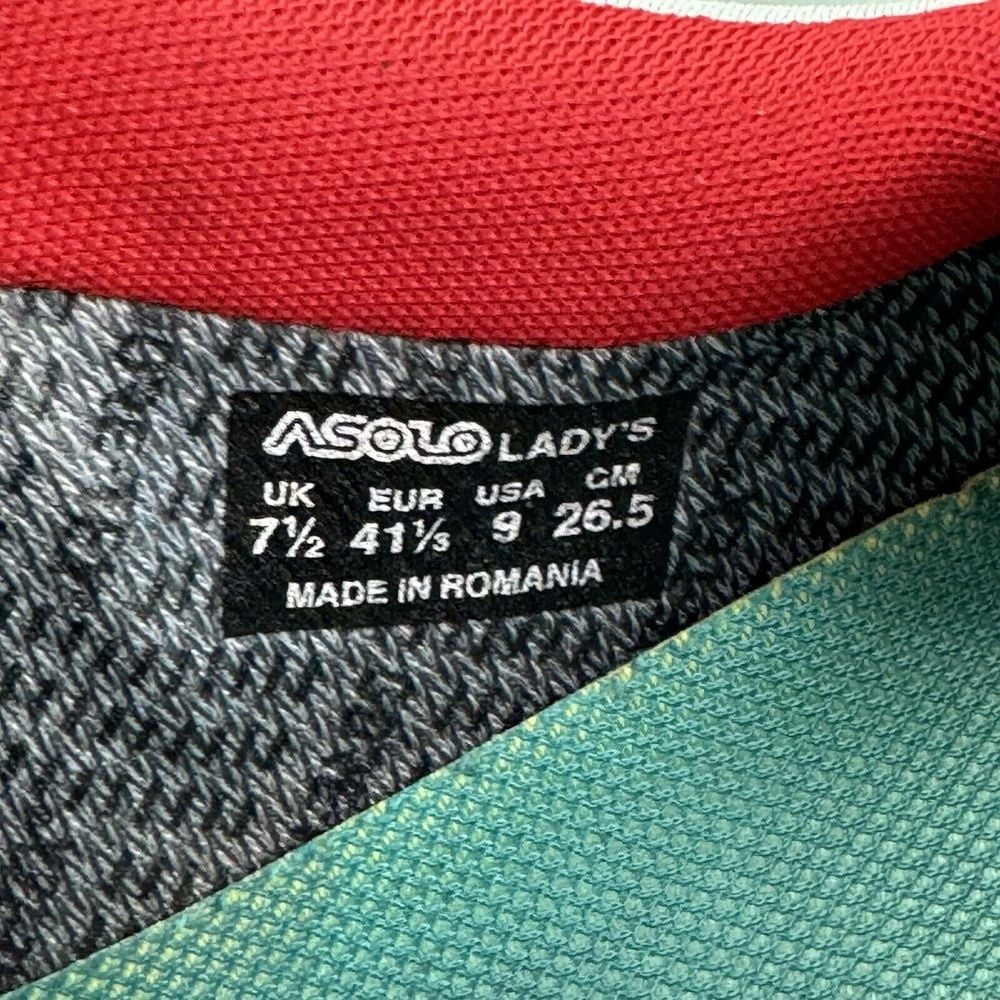 ASOLO LADY'S
UK EUR USA CM
7½ 41⅓ 9 26.5
MADE IN ROMANIA